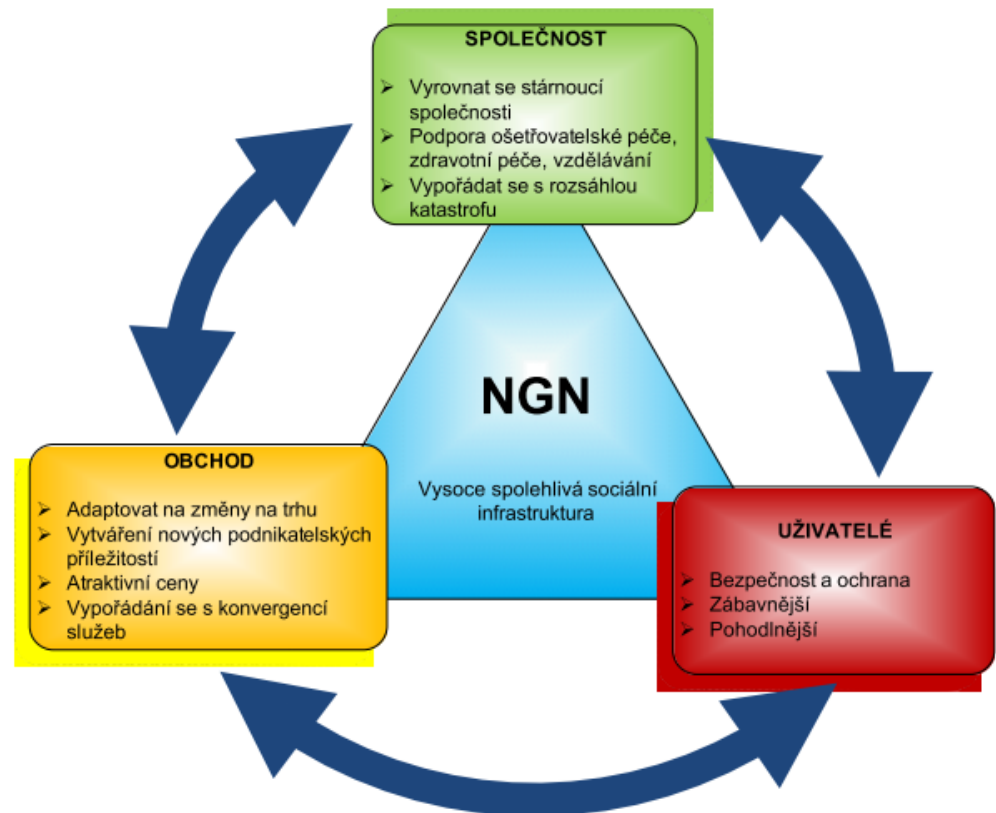 SPOLEČNOST
➢ Vyrovnat se stárnoucí
společnosti
➢ Podpora ošetřovatelské péče,
zdravotní péče, vzdělávání
➢ Vypořádat se s rozsáhlou
katastrofu
NGN
Vysoce spolehlivá sociální
infrastruktura
OBCHOD
➢ Adaptovat na změny na trhu
➢ Vytváření nových podnikatelských
příležitostí
➢ Atraktivní ceny
➢ Vypořádání se s konvergencí
služeb
UŽIVATELÉ
➢ Bezpečnost a ochrana
➢ Zábavnější
➢ Pohodlnější